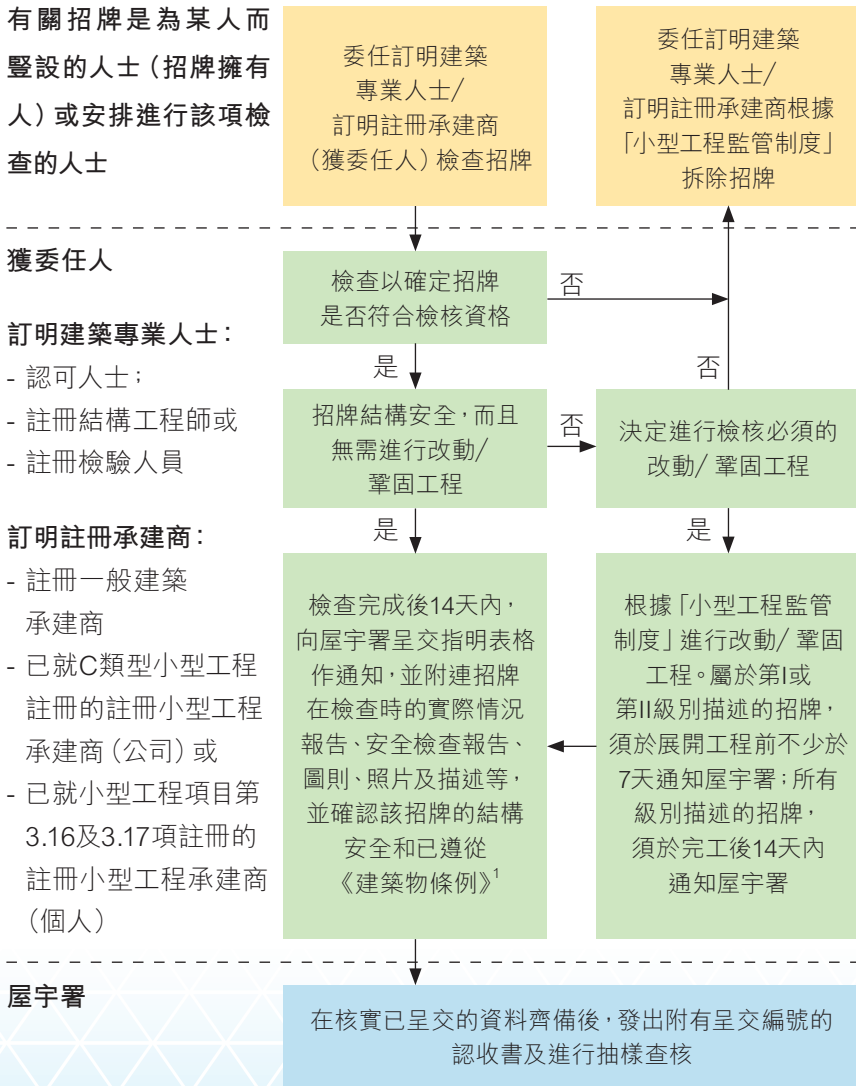 有關招牌是為某人而
豎設的人士（招牌擁有
人）或安排進行該項檢
查的人士
委任訂明建築
專業人士/
訂明註冊承建商
（獲委任人）檢查招牌
委任訂明建築
專業人士/
訂明註冊承建商根據
「小型工程監管制度」
拆除招牌
獲委任人
訂明建築專業人士：
- 認可人士；
- 註冊結構工程師或
- 註冊檢驗人員
訂明註冊承建商：
- 註冊一般建築
承建商
- 已就C類型小型工程
註冊的註冊小型工程
承建商（公司）或
- 已就小型工程項目第
3.16及3.17項註冊的
註冊小型工程承建商
（個人）
檢查以確定招牌
是否符合檢核資格
否
是
否
招牌結構安全，而且
無需進行改動/
鞏固工程
否
決定進行檢核必須的
改動/ 鞏固工程
是
是
檢查完成後14天內，
向屋宇署呈交指明表格
作通知，並附連招牌
在檢查時的實際情況
報告、安全檢查報告、
圖則、照片及描述等，
並確認該招牌的結構
安全和已遵從
《建築物條例》1
根據「小型工程監管
制度」進行改動/ 鞏固
工程。屬於第I或
第II級別描述的招牌，
須於展開工程前不少於
7天通知屋宇署；所有
級別描述的招牌，
須於完工後14天內
通知屋宇署
屋宇署
在核實已呈交的資料齊備後，發出附有呈交編號的
認收書及進行抽樣查核